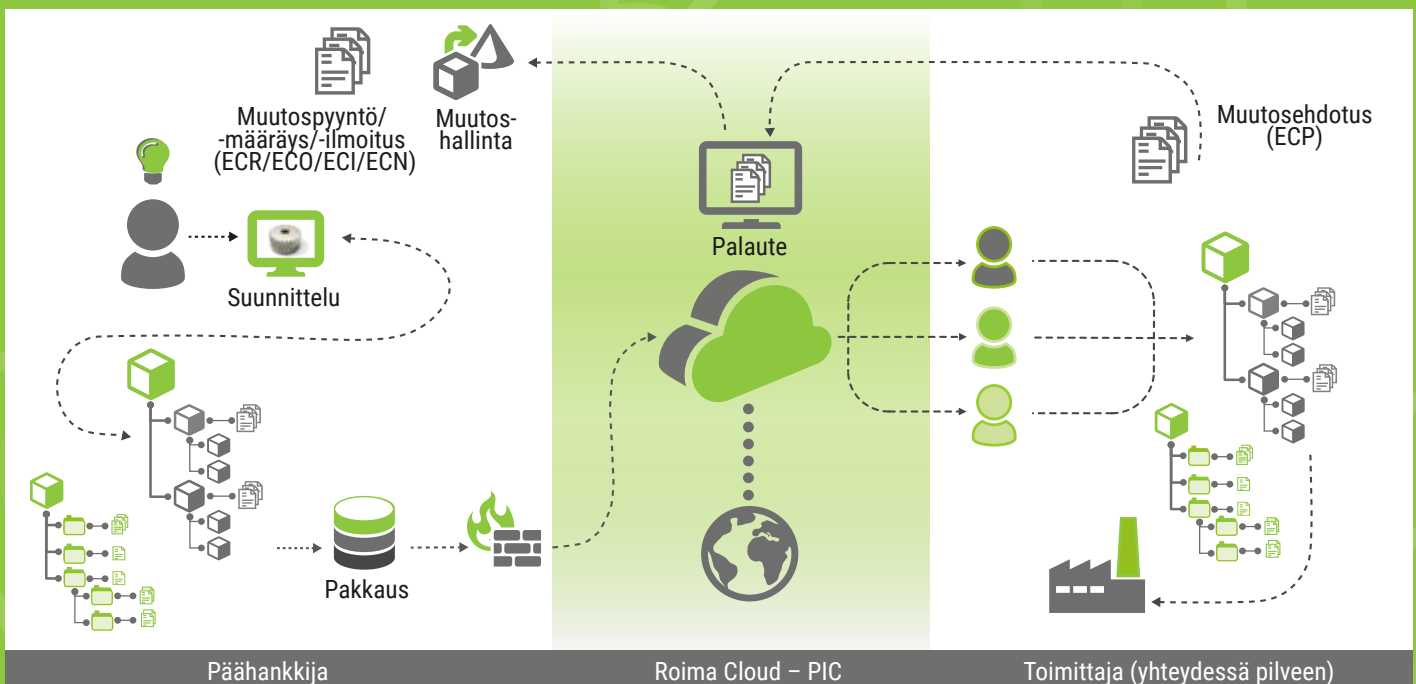 Muutospyyntö/
-määräys/-ilmoitus
(ECR/ECO/ECI/ECN)
Muutos-
hallinta
Suunnittelu
Pakkaus
Palaute
Muutosehdotus
(ECP)
Päähankkija
Roima Cloud – PIC
Toimittaja (yhteydessä pilveen)